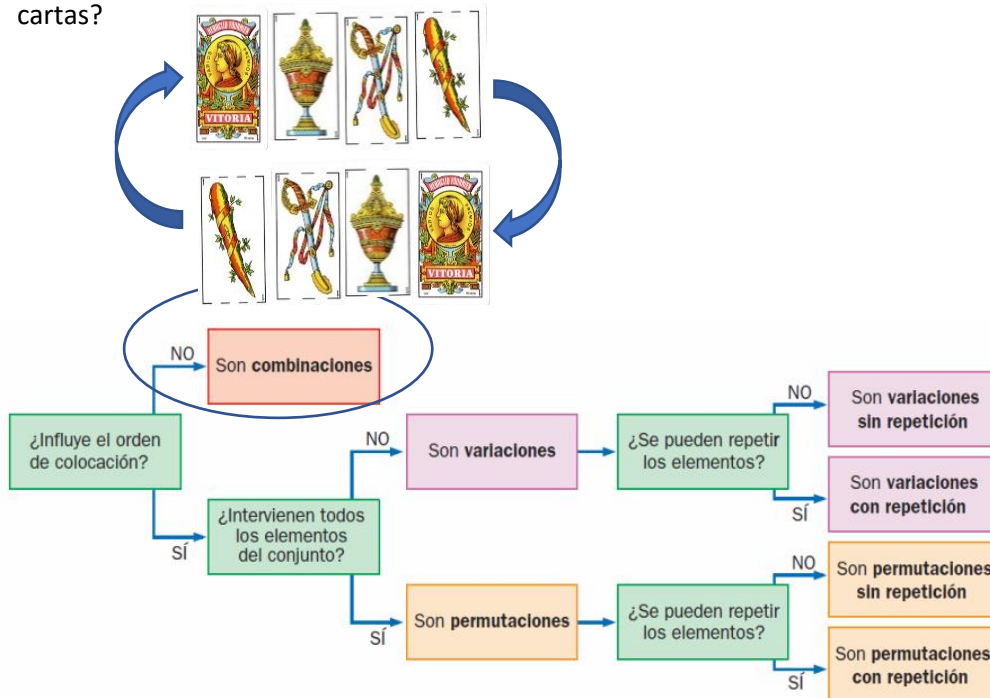 cartas?
VITORIA
VITORIA
NO
Son combinaciones
¿Influye el orden
de colocación?
SÍ
¿Intervienen todos
los elementos
del conjunto?
NO
Son variaciones
¿Se pueden repetir
los elementos?
NO
Son variaciones
sin repetición
SÍ
Son variaciones
con repetición
SÍ
Son permutaciones
¿Se pueden repetir
los elementos?
NO
Son permutaciones
sin repetición
SÍ
Son permutaciones
con repetición